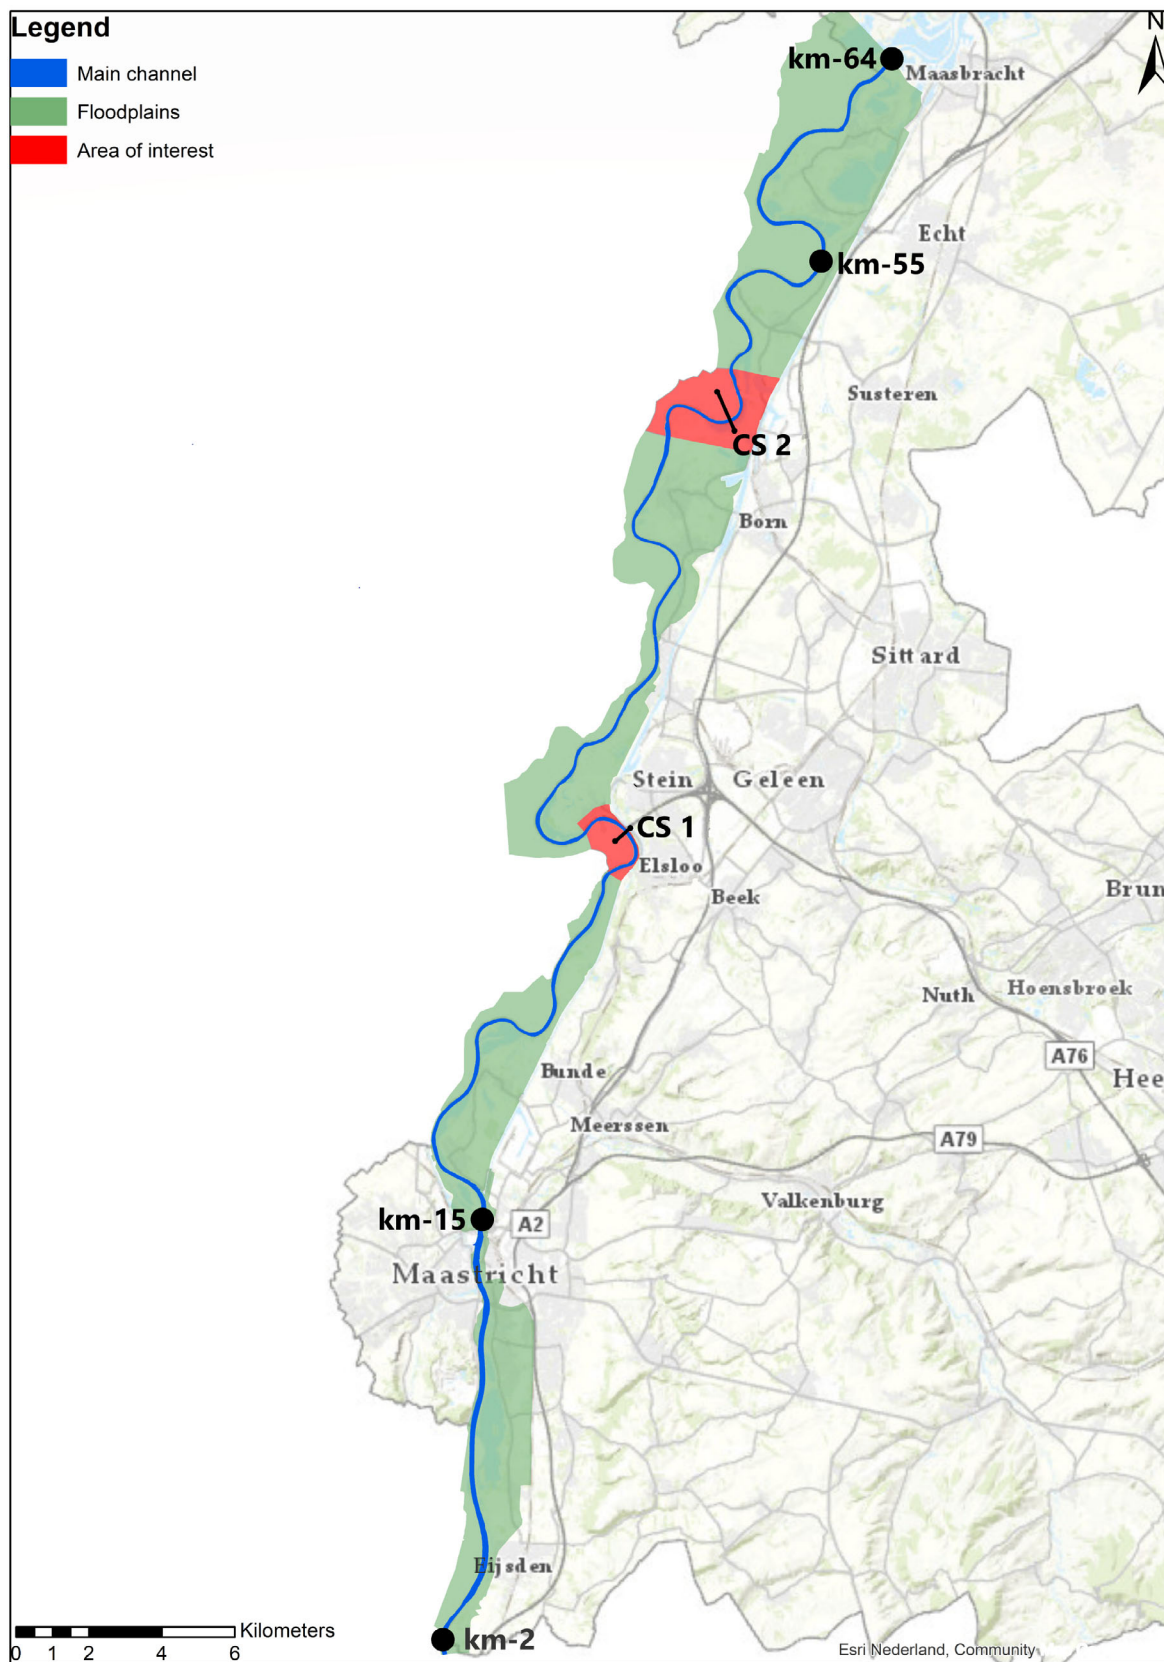 Legend
Main channel
Floodplains
Area of interest
N
km-64
Maasbracht
Echt
km-55
Susteren
CS 2
Born
Sittard
Stein
Geleen
CS 1
Elsloo
Beek
Brun
Nuth
Hoensbroek
A76
Bunde
Hee
Meerssen
A79
Valkenburg
km-15
A2
Maastricht
Eijsden
Kilometers
km-2
0 1 2 4 6
Esri Nederland, Community